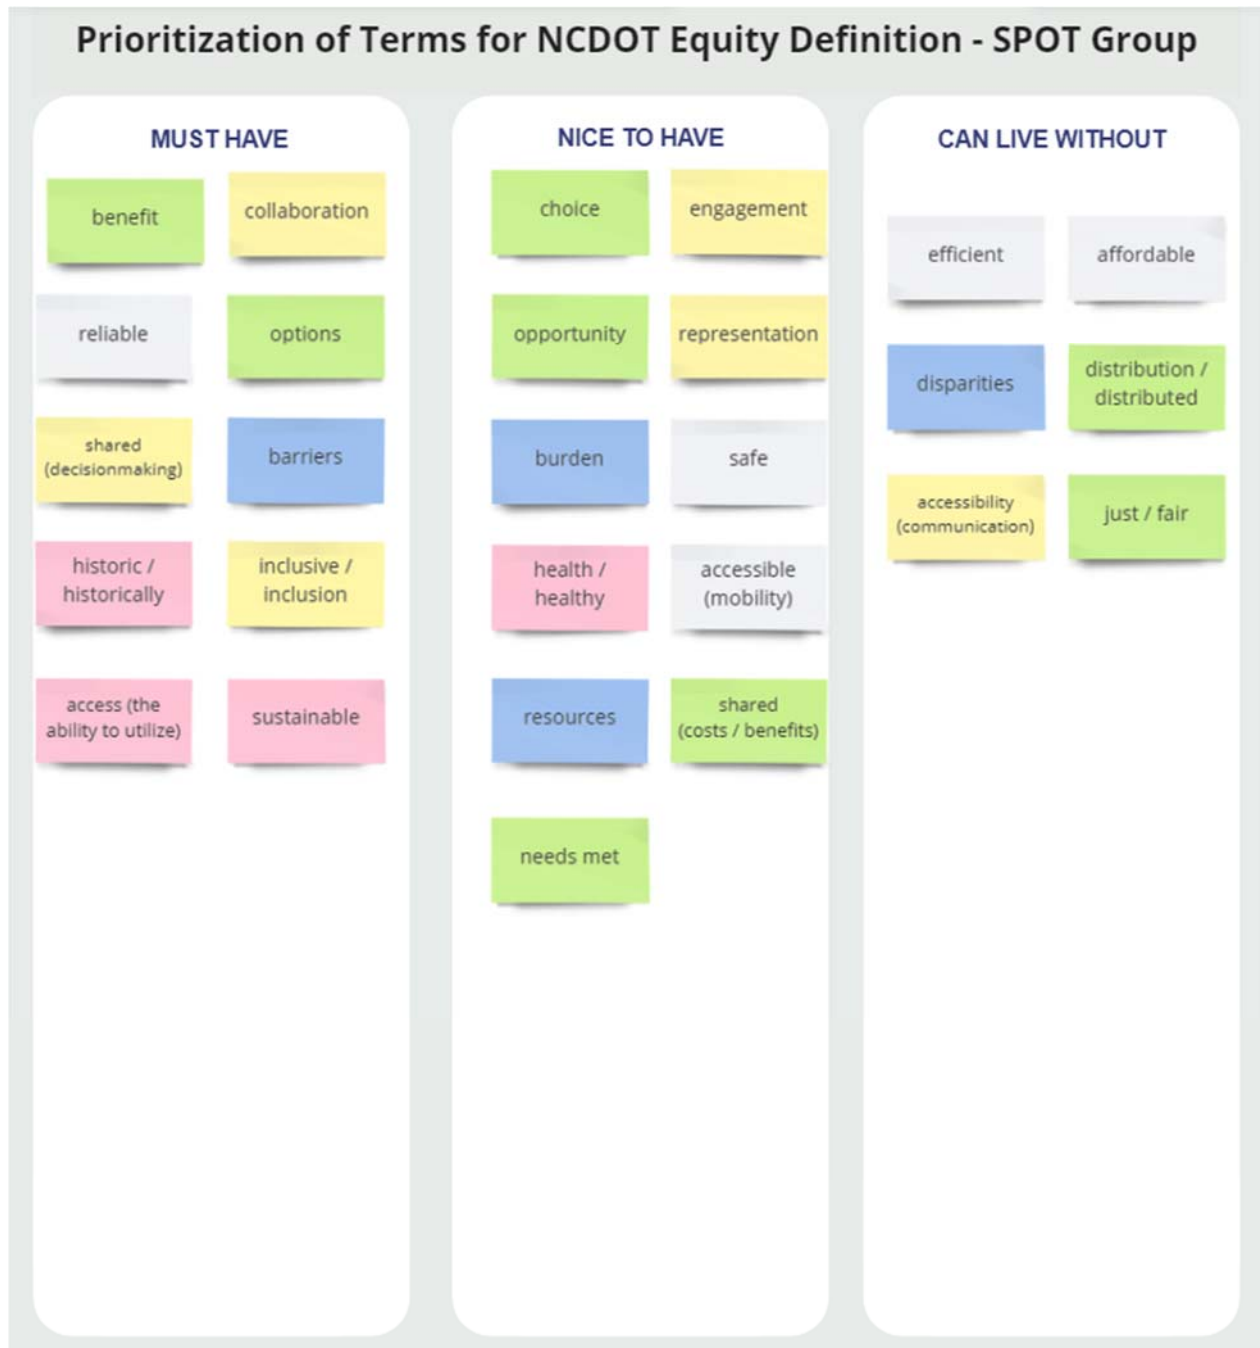 Prioritization of Terms for NCDOT Equity Definition - SPOT Group
MUST HAVE
benefit
collaboration
reliable
options
shared
(decisionmaking)
barriers
historic /
historically
inclusive /
inclusion
access (the
ability to utilize)
sustainable
NICE TO HAVE
choice
engagement
opportunity
representation
burden
safe
health /
healthy
accessible
(mobility)
resources
shared
(costs / benefits)
needs met
CAN LIVE WITHOUT
efficient
affordable
disparities
distribution /
distributed
accessibility
(communication)
just / fair